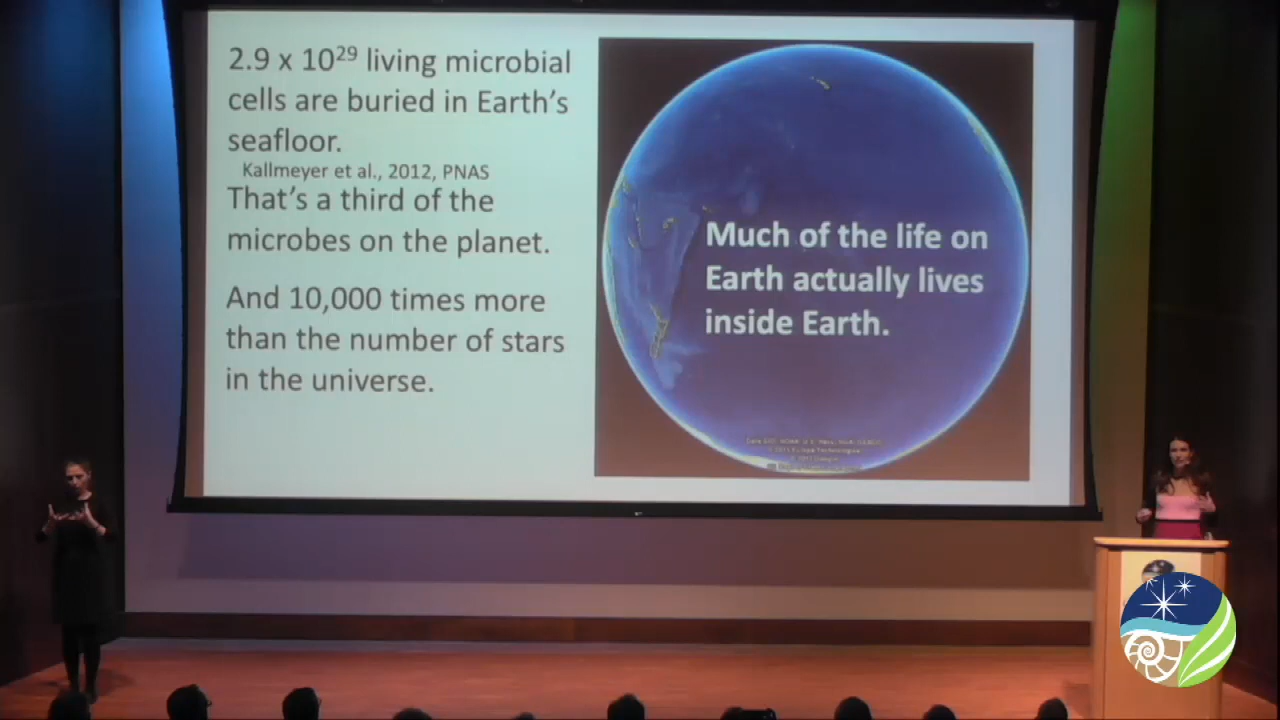 2.9 x 10²⁹ living microbial
cells are buried in Earth's
seafloor.
Kallmeyer et al., 2012, PNAS
That's a third of the
microbes on the planet.
And 10,000 times more
than the number of stars
in the universe.
Much of the life on
Earth actually lives
inside Earth.